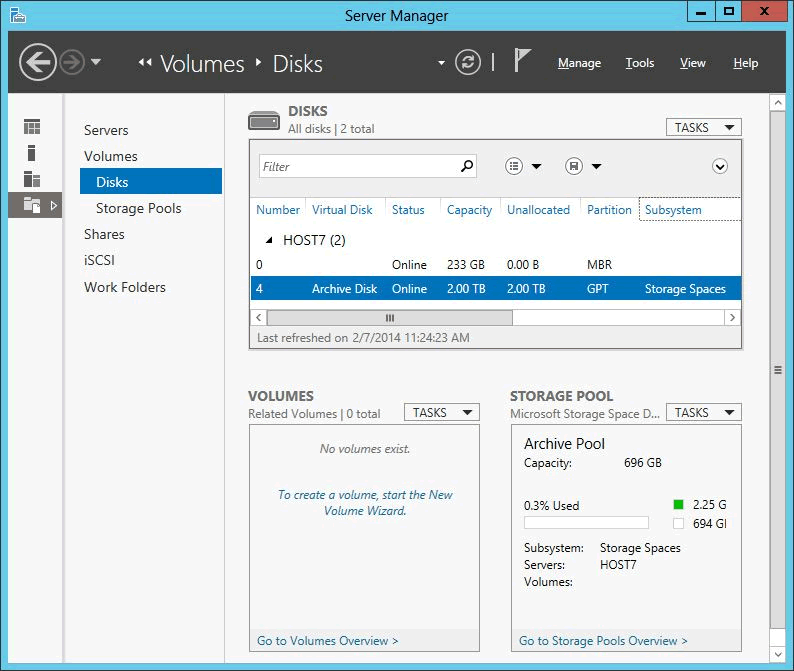 Server Manager
Volumes Disks
Manage Tools View Help
Servers
Volumes
Disks
Storage Pools
Shares
iSCSI
Work Folders
DISKS
All disks | 2 total
TASKS
Filter
Number Virtual Disk Status Capacity Unallocated Partition Subsystem
HOST7 (2)
0 Online 233 GB 0.00 B MBR
4 Archive Disk Online 2.00 TB 2.00 TB GPT Storage Spaces
Last refreshed on 2/7/2014 11:24:23 AM
VOLUMES
Related Volumes | 0 total
TASKS
No volumes exist.
To create a volume, start the New
Volume Wizard.
Go to Volumes Overview >
STORAGE POOL
Microsoft Storage Space D...
TASKS
Archive Pool
Capacity: 696 GB
0.3% Used
2.25 G
694 GI
Subsystem: Storage Spaces
Servers: HOST7
Volumes:
Go to Storage Pools Overview >